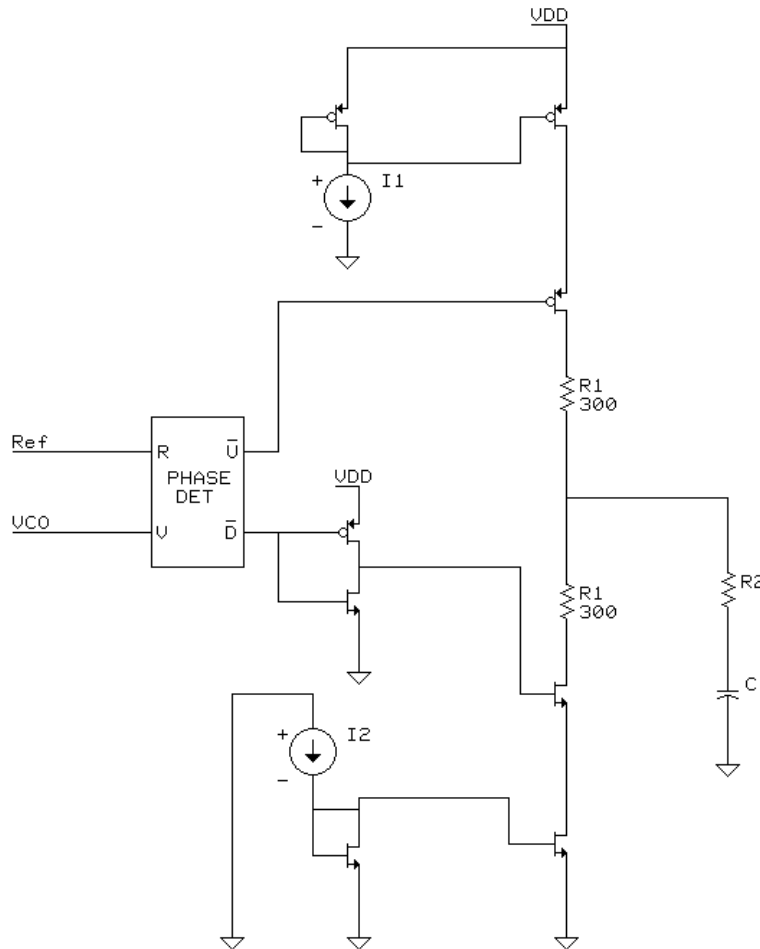 VDD
+
I1
-
R1
300
Ref
R
U̅
PHASE
DET
VDD
VCO
V
D̅
R1
300
R2
C
+
I2
-